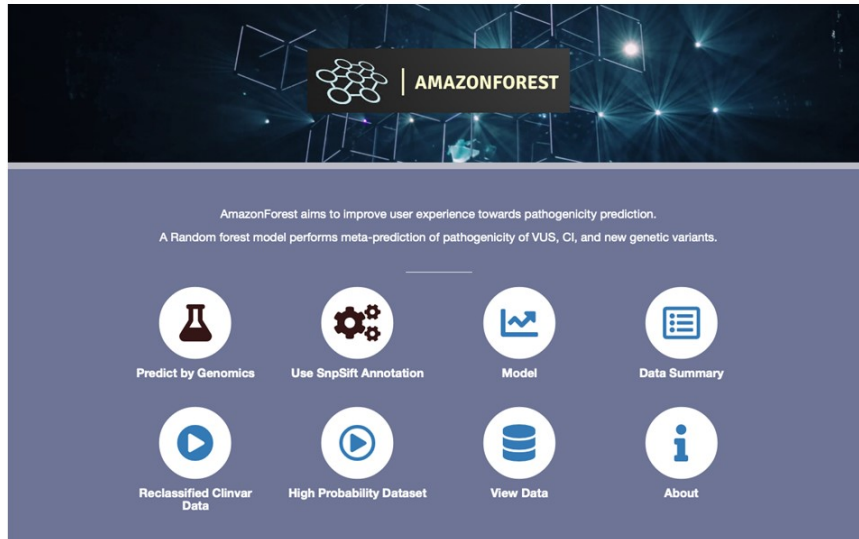 AMAZONFOREST
AmazonForest aims to improve user experience towards pathogenicity prediction.
A Random forest model performs meta-prediction of pathogenicity of VUS, CI, and new genetic variants.
Predict by Genomics
Use SnpSift Annotation
Model
Data Summary
Reclassified Clinvar
Data
High Probability Dataset
View Data
About